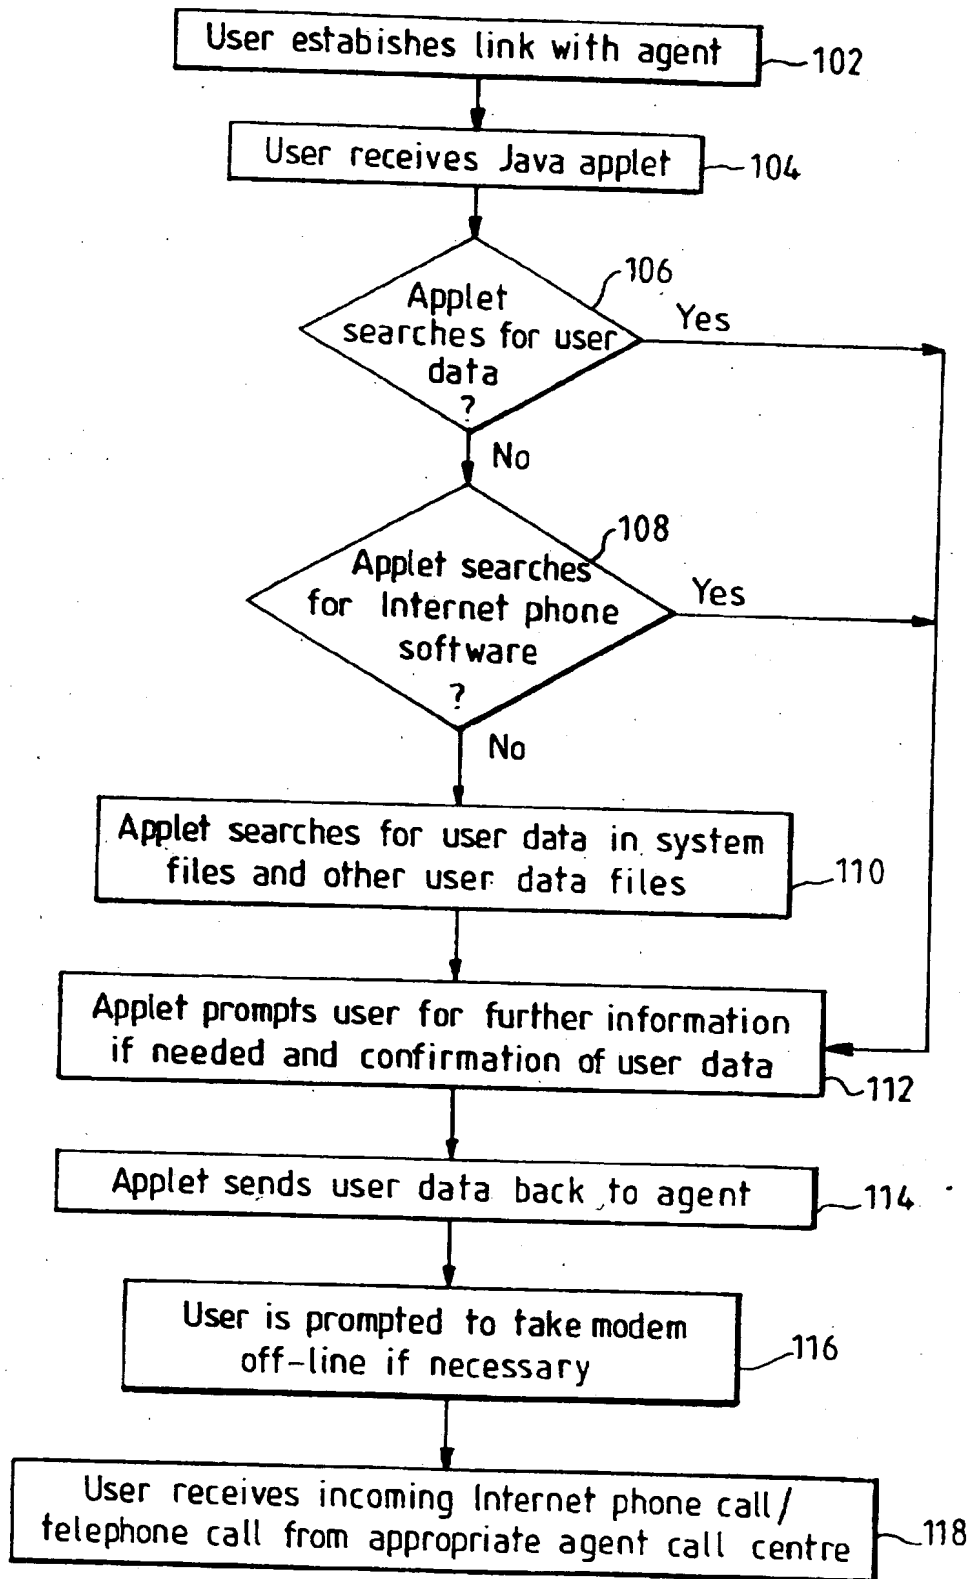 User estabishes link with agent
102
User receives Java applet
104
106
Applet
searches for user
data
?
Yes
No
108
Applet searches
for Internet phone
software
?
Yes
No
Applet searches for user data in system
files and other user data files
110
Applet prompts user for further information
if needed and confirmation of user data
112
Applet sends user data back to agent
114
User is prompted to take modem
off-line if necessary
116
User receives incoming Internet phone call/
telephone call from appropriate agent call centre
118